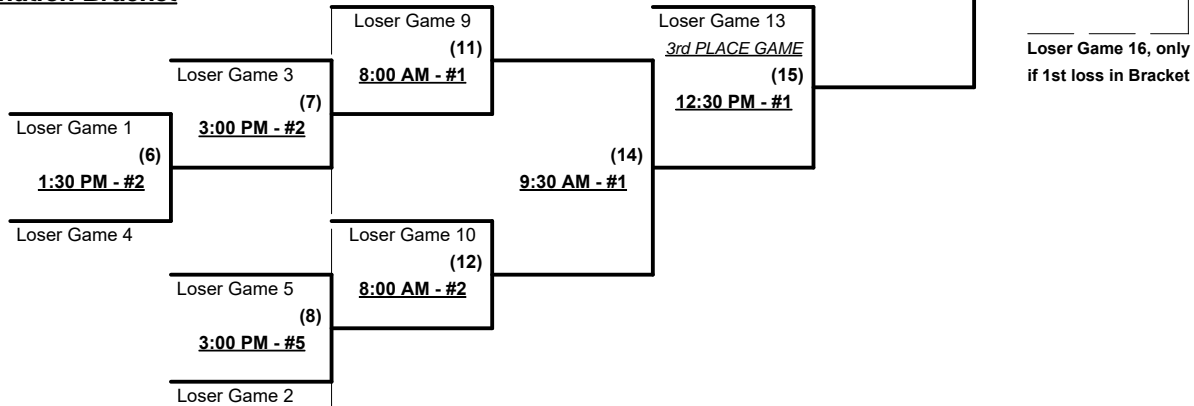 Loser Game 9
(11)
8:00 AM - #1
Loser Game 13
3rd PLACE GAME
(15)
12:30 PM - #1
Loser Game 16, only
if 1st loss in Bracket
Loser Game 3
(7)
3:00 PM - #2
Loser Game 1
(6)
1:30 PM - #2
Loser Game 4
(14)
9:30 AM - #1
Loser Game 10
(12)
8:00 AM - #2
Loser Game 5
(8)
3:00 PM - #5
Loser Game 2